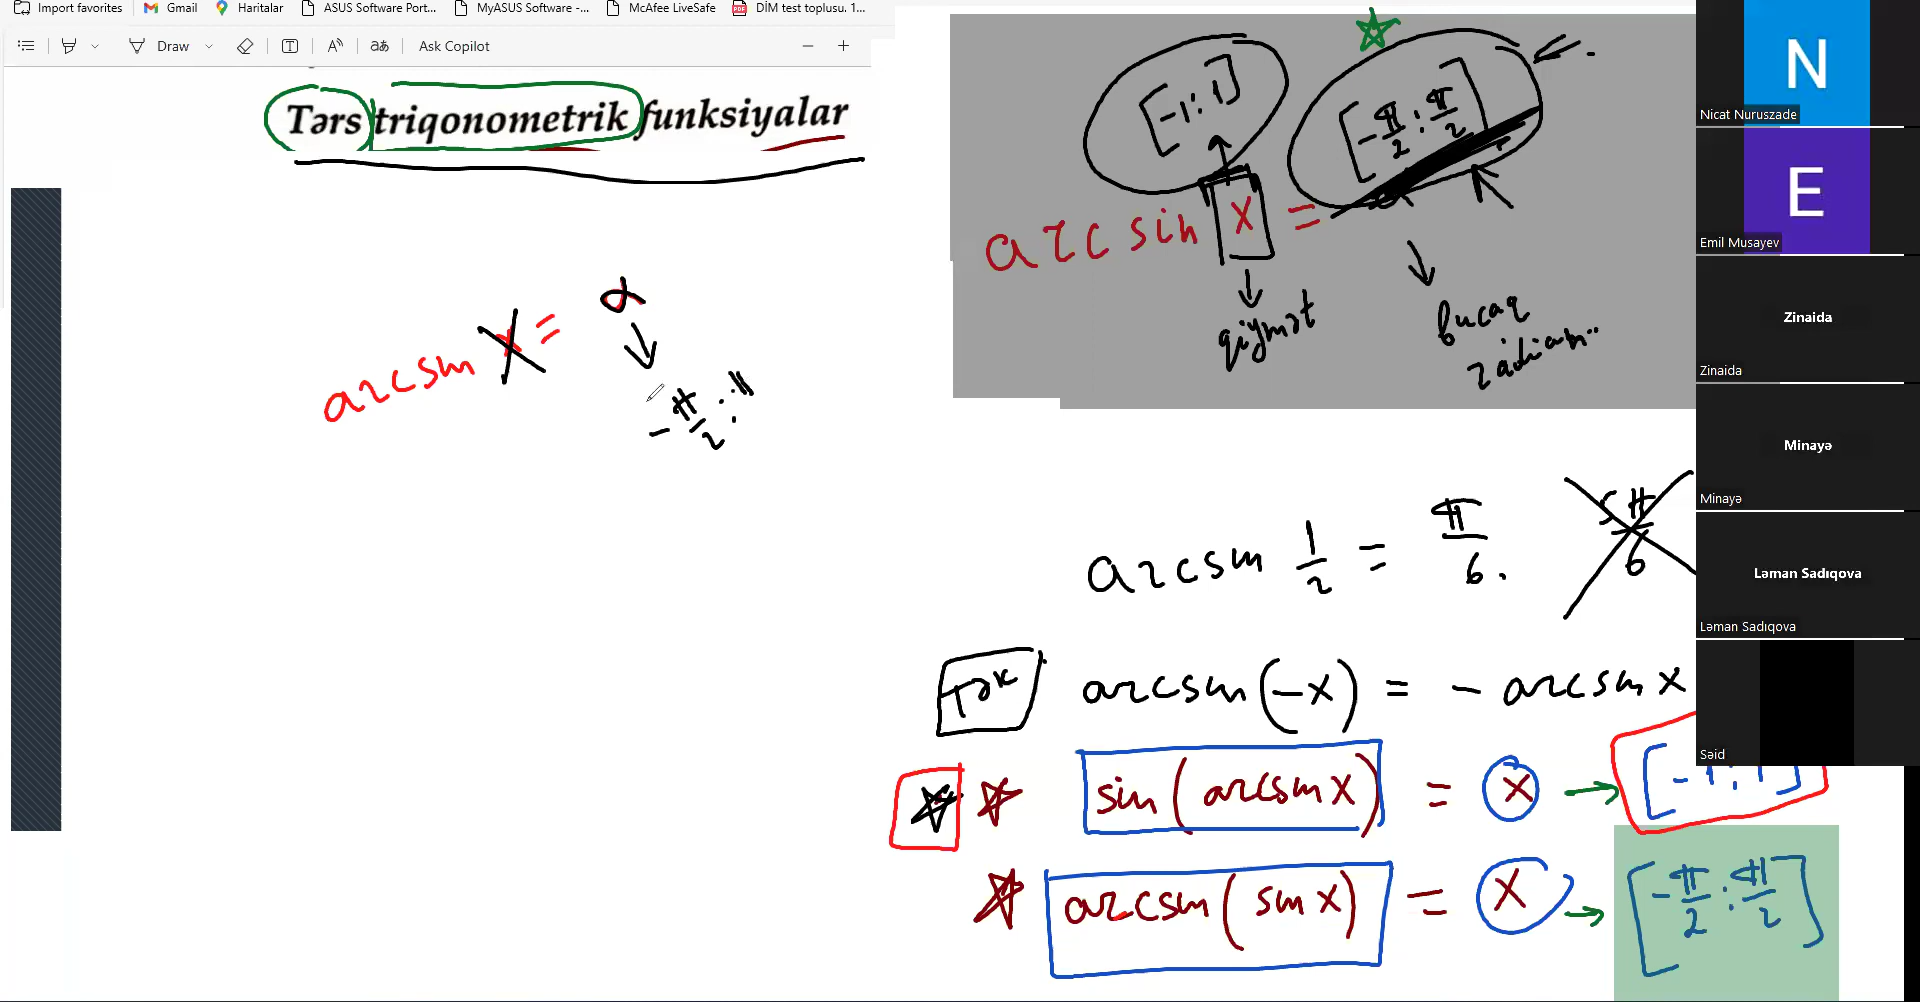 Import favorites Gmail Haritalar ASUS Software Port... MyASUS Software -... McAfee LiveSafe DİM test toplusu. 1...
Draw Ask Copilot
Tərs triqonometrik funksiyalar
[-1; 1] [-π/2 ; π/2]
arcsin x =
qiymət
bucaq
radian..
arcsin x = α
-π/2 ; π
arcsin 1/2 = π/6. 5π/6
Tək arcsin(-x) = - arcsin x
sin(arcsin x) = x → [-1; 1]
arcsin(sin x) = x → [-π/2 ; π/2]
N
Nicat Nuruszade
E
Emil Musayev
Zinaida
Zinaida
Minayə
Minayə
Ləman Sadıqova
Ləman Sadıqova
Səid